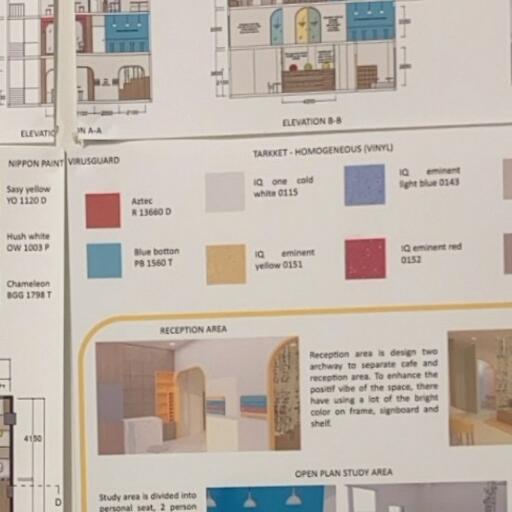 ELEVATIO
N A-A
ELEVATION B-B
NIPPON PAINT VIRUSGUARD
TARKKET - HOMOGENEOUS (VINYL)
Sasy yellow
YO 1120 D
Hush white
OW 1003 P
Chameleon
BGG 1798 T
Aztec
R 13660 D
Blue botton
PB 1560 T
IQ one cold
white 0115
IQ eminent
yellow 0151
IQ eminent
light blue 0143
IQ eminent red
0152
RECEPTION AREA
Reception area is design two
archway to separate cafe and
reception area. To enhance the
positif vibe of the space, there
have using a lot of the bright
color on frame, signboard and
shelf.
4150
D
OPEN PLAN STUDY AREA
Study area is divided into
personal seat, 2 person